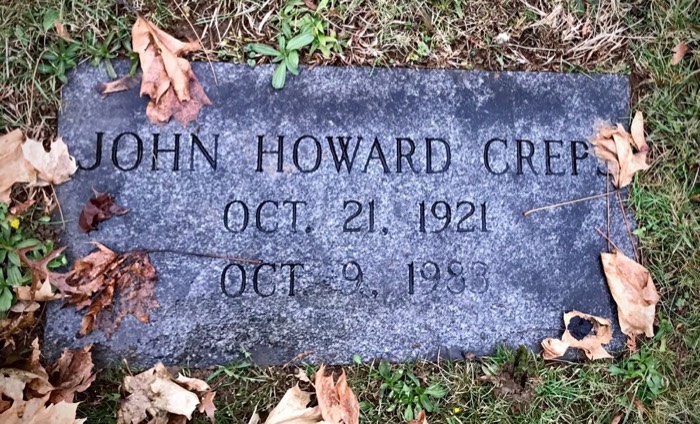 JOHN HOWARD CREPS
OCT. 21, 1921
OCT 9, 1983